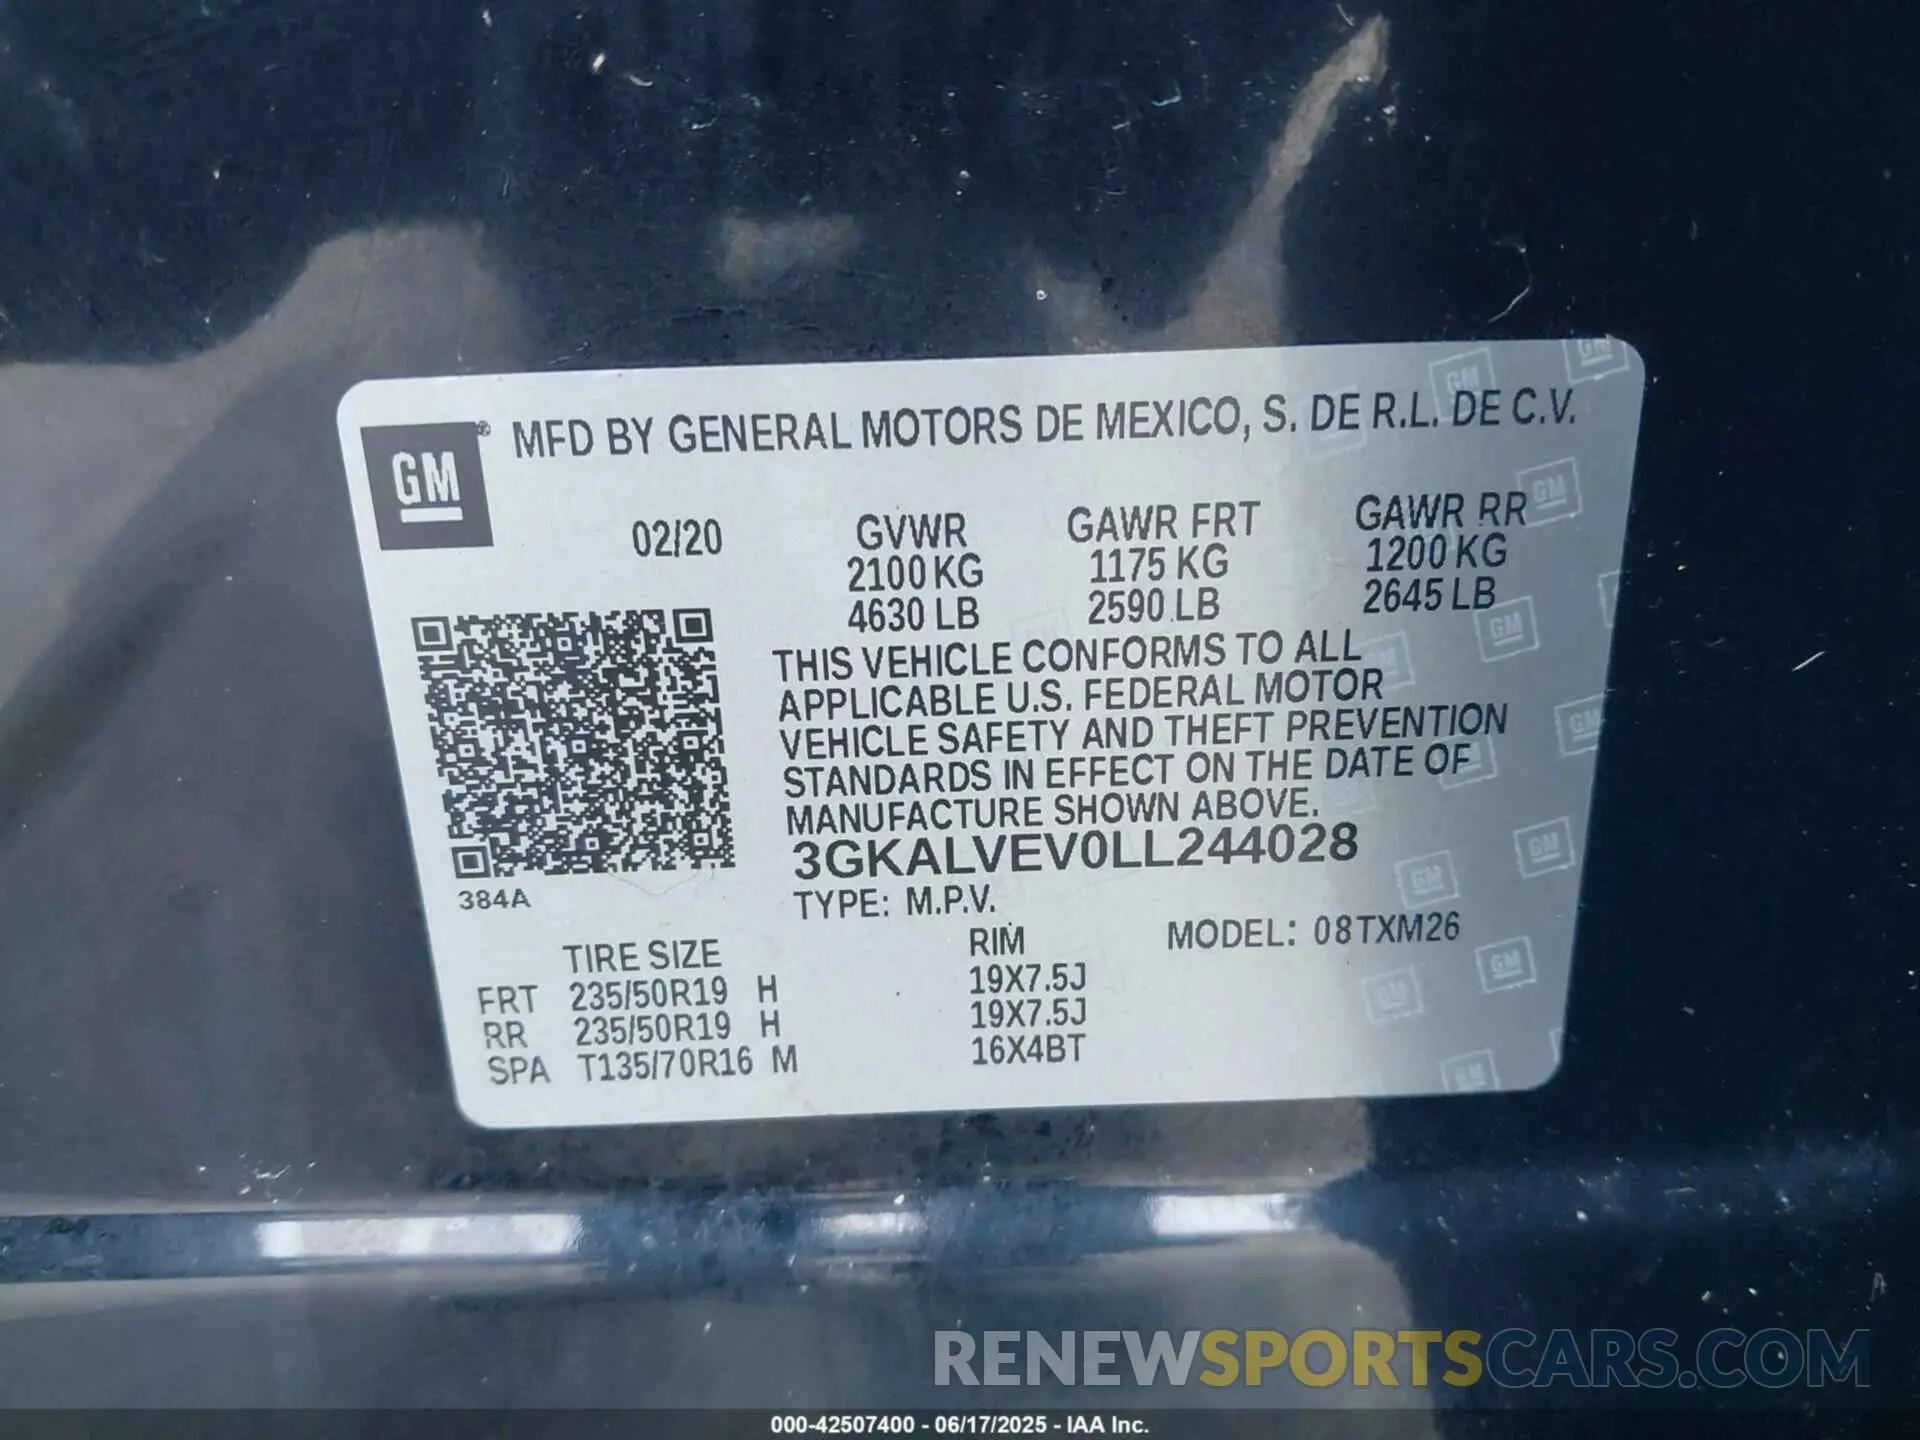 GM® MFD BY GENERAL MOTORS DE MEXICO, S. DE R.L. DE C.V.
02/20 GVWR GAWR FRT GAWR RR
2100 KG 1175 KG 1200 KG
4630 LB 2590 LB 2645 LB
THIS VEHICLE CONFORMS TO ALL
APPLICABLE U.S. FEDERAL MOTOR
VEHICLE SAFETY AND THEFT PREVENTION
STANDARDS IN EFFECT ON THE DATE OF
MANUFACTURE SHOWN ABOVE.
3GKALVEV0LL244028
384A TYPE: M.P.V.
TIRE SIZE RIM MODEL: 08TXM26
FRT 235/50R19 H 19X7.5J
RR 235/50R19 H 19X7.5J
SPA T135/70R16 M 16X4BT
RENEWSPORTSCARS.COM
000-42507400 - 06/17/2025 - IAA Inc.